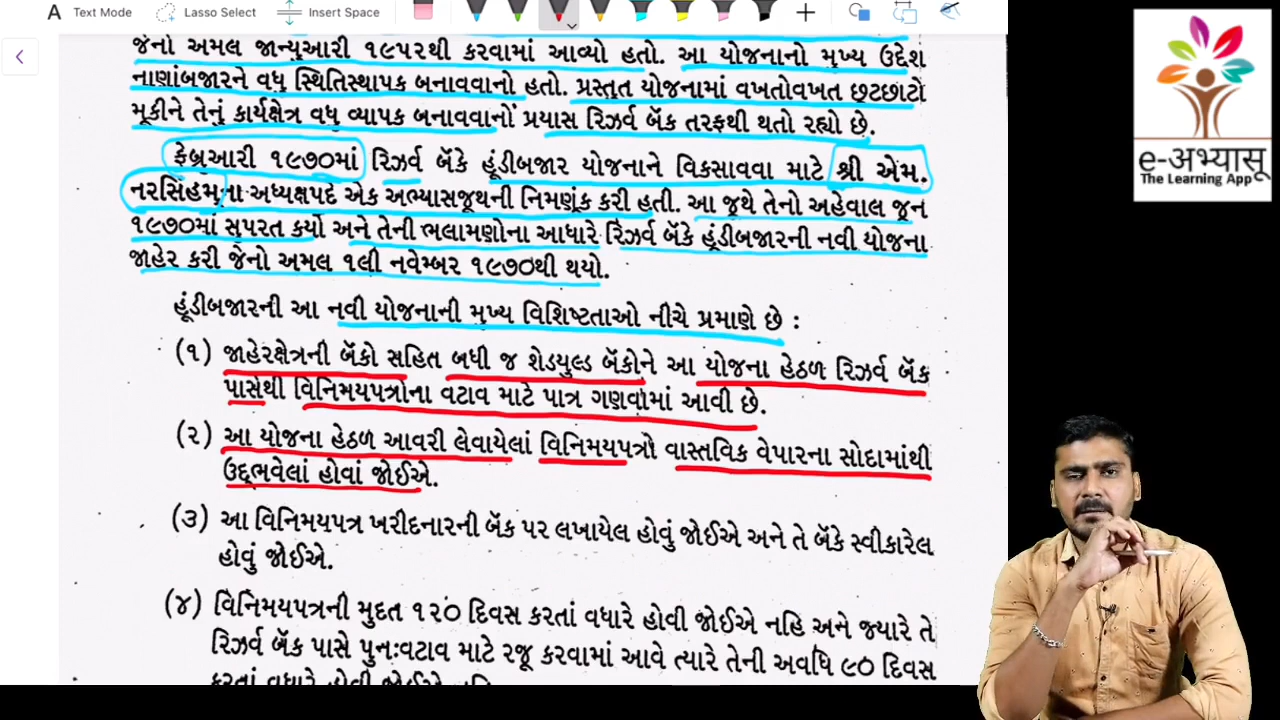 Text Mode
Lasso Select
Insert Space
જેનો અમલ જાન્યુઆરી ૧૯૫૨થી કરવામાં આવ્યો હતો. આ યોજનાનો મુખ્ય ઉદેશ
નાણાંબજારને વધુ સ્થિતિસ્થાપક બનાવવાનો હતો. પ્રસ્તુત યોજનામાં વખતોવખત છૂટછાટો
મૂકીને તેનું કાર્યક્ષેત્ર વધુ વ્યાપક બનાવવાનો પ્રયાસ રિઝર્વ બૅંક તરફથી થતો રહ્યો છે.
ફેબ્રુઆરી ૧૯૭૦માં રિઝર્વ બૅંકે હૂંડીબજાર યોજનાને વિકસાવવા માટે શ્રી એમ.
નરસિંહમ્‌ના અધ્યક્ષપદે એક અભ્યાસજૂથની નિમણૂંક કરી હતી. આ જૂથે તેનો અહેવાલ જૂન
૧૯૭૦માં સુપરત કર્યો અને તેની ભલામણોના આધારે રિઝર્વ બૅંકે હૂંડીબજારની નવી યોજના
જાહેર કરી જેનો અમલ ૧લી નવેમ્બર ૧૯૭૦થી થયો.
હૂંડીબજારની આ નવી યોજનાની મુખ્ય વિશિષ્ટતાઓ નીચે પ્રમાણે છે :
(૧) જાહેરક્ષેત્રની બૅંકો સહિત બધી જ શેડયુલ્ડ બૅંકોને આ યોજના હેઠળ રિઝર્વ બૅંક
પાસેથી વિનિમયપત્રોના વટાવ માટે પાત્ર ગણવામાં આવી છે.
(૨) આ યોજના હેઠળ આવરી લેવાયેલાં વિનિમયપત્રો વાસ્તવિક વેપારના સોદામાંથી
ઉદ્દભવેલાં હોવાં જોઈએ.
(૩) આ વિનિમયપત્ર ખરીદનારની બૅંક પર લખાયેલ હોવું જોઈએ અને તે બૅંકે સ્વીકારેલ
હોવું જોઈએ.
(૪) વિનિમયપત્રની મુદત ૧૨૦ દિવસ કરતાં વધારે હોવી જોઈએ નહિ અને જ્યારે તે
રિઝર્વ બૅંક પાસે પુનઃવટાવ માટે રજૂ કરવામાં આવે ત્યારે તેની અવધિ ૯૦ દિવસ
e-અભ્યાસૂ
The Learning App